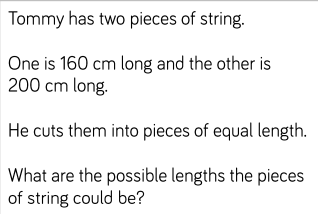 Tommy has two pieces of string.
One is 160 cm long and the other is
200 cm long.
He cuts them into pieces of equal length.
What are the possible lengths the pieces
of string could be?